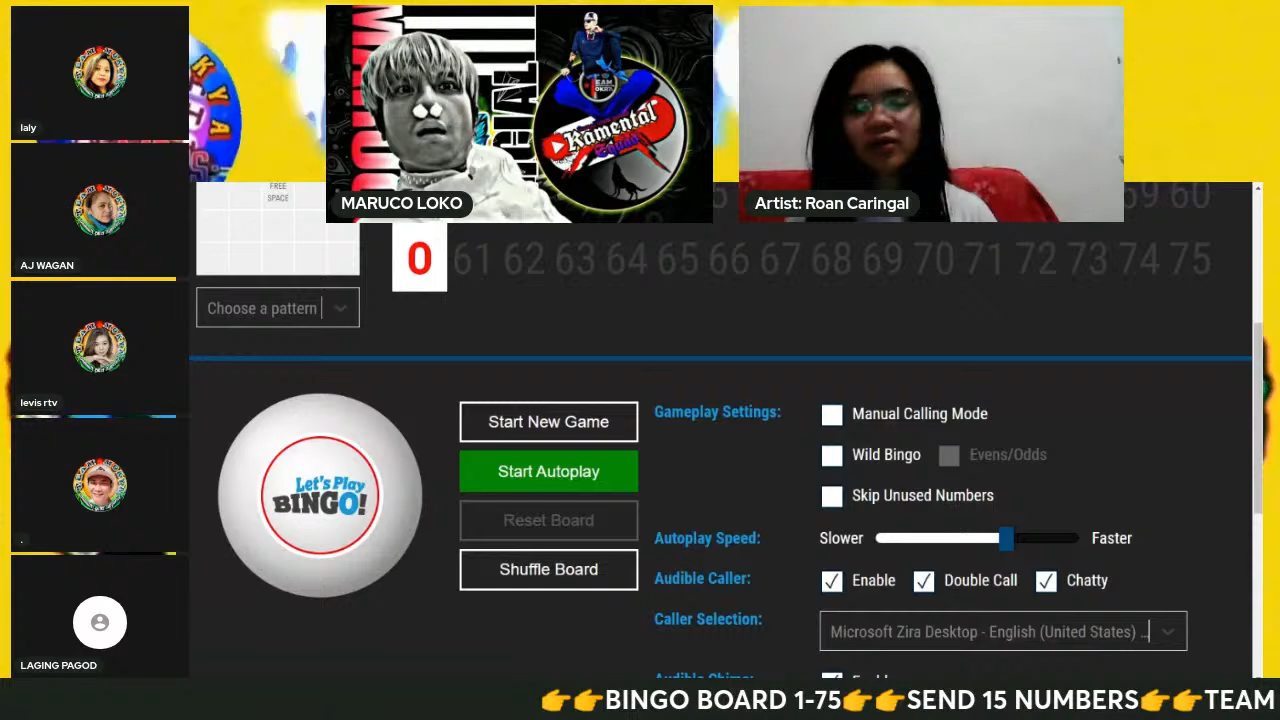 laly
AJ WAGAN
levis rtv
.
LAGING PAGOD
MARUCO LOKO
Kamental
TEAM
Artist: Roan Caringal
FREE
SPACE
59 60
O 61 62 63 64 65 66 67 68 69 70 71 72 73 74 75
Choose a pattern
Let's Play
BINGO!
Start New Game
Start Autoplay
Reset Board
Shuffle Board
Gameplay Settings:
Manual Calling Mode
Wild Bingo
Evens/Odds
Skip Unused Numbers
Autoplay Speed:
Slower
Faster
Audible Caller:
Enable
Double Call
Chatty
Caller Selection:
Microsoft Zira Desktop - English (United States) ...
👉👉BINGO BOARD 1-75👉👉SEND 15 NUMBERS👉👉TEAM